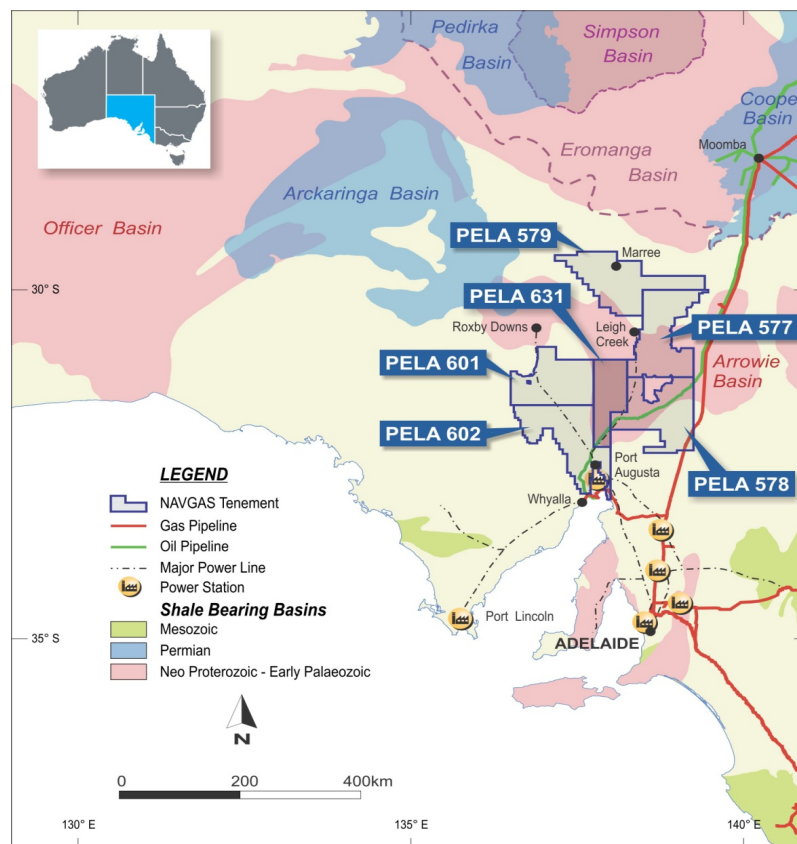 Pedirka
Basin
Simpson
Basin
Cooper
Basin
Moomba
Eromanga
Basin
Arckaringa Basin
Officer Basin
PELA 579
Marree
30° S
PELA 631
Roxby Downs
Leigh
Creek
PELA 577
PELA 601
Arrowie
Basin
PELA 602
Port
Augusta
PELA 578
Whyalla
LEGEND
NAVGAS Tenement
Gas Pipeline
Oil Pipeline
Major Power Line
Power Station
Shale Bearing Basins
Mesozoic
Permian
Neo Proterozoic - Early Palaeozoic
Port Lincoln
35° S
ADELAIDE
N
0
200
400km
130° E
135° E
140° E